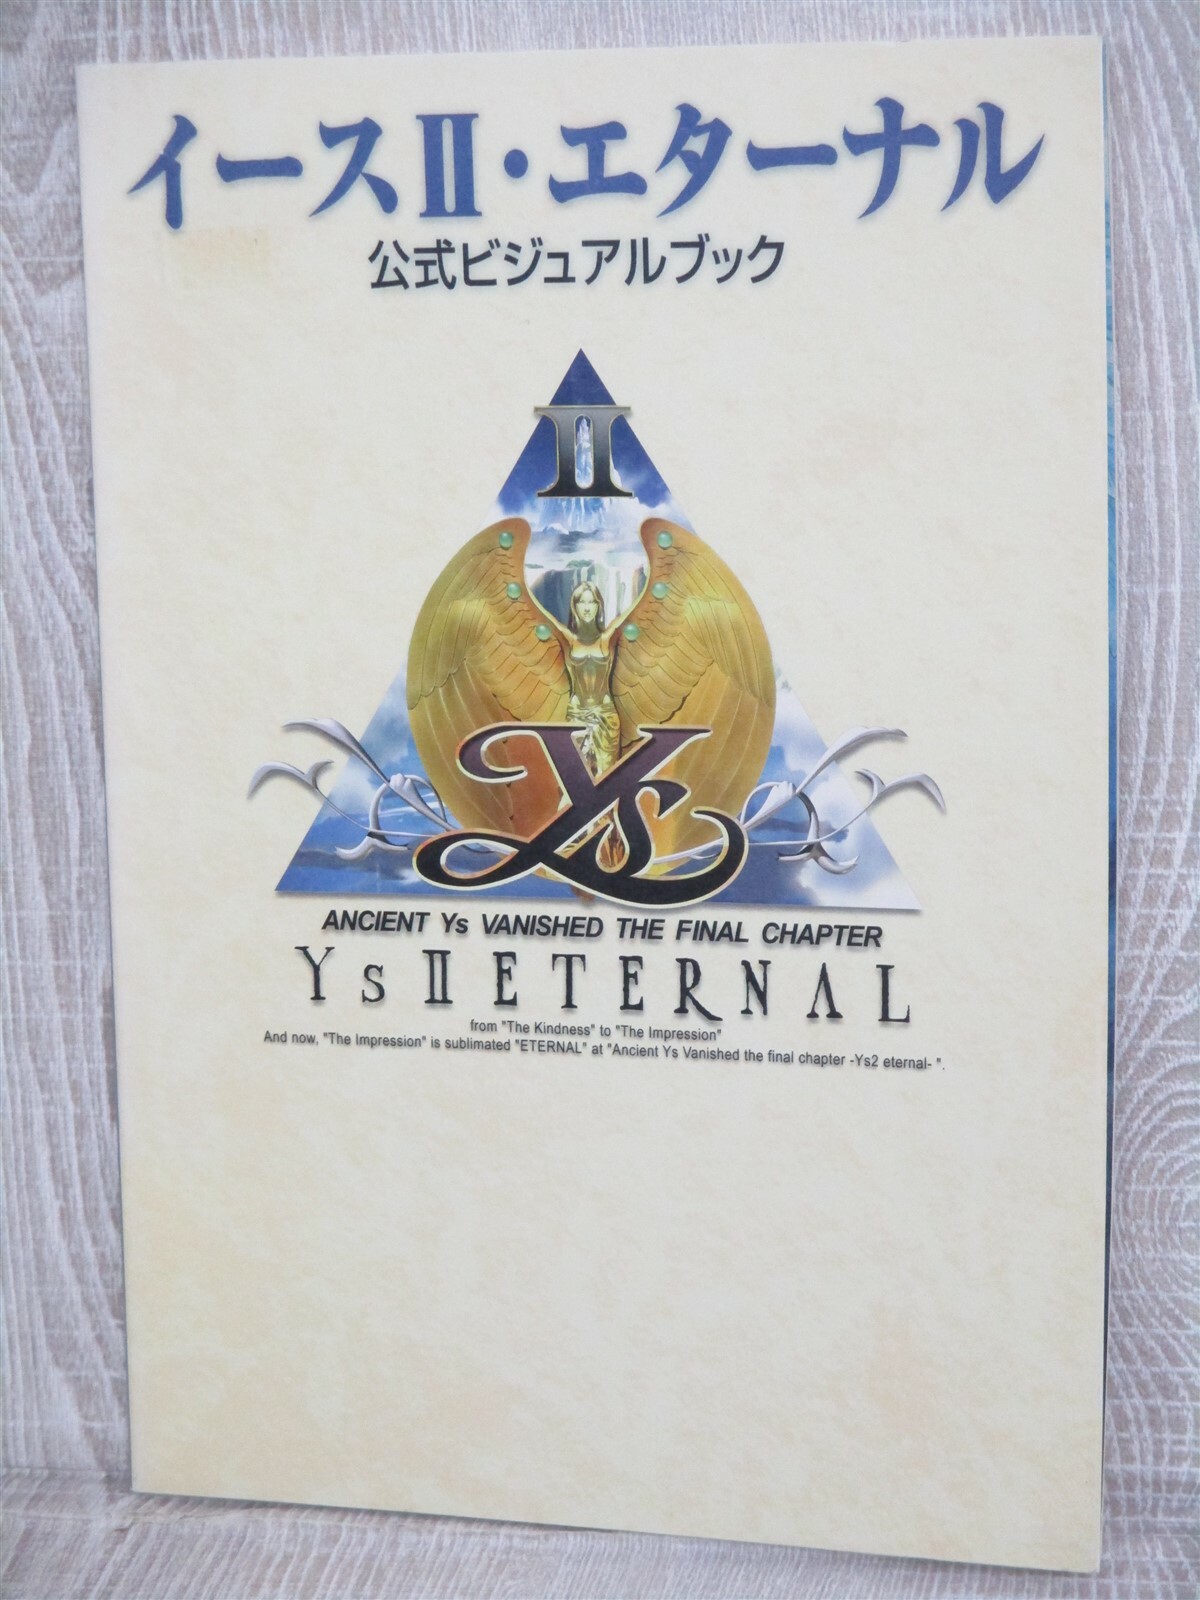 イースⅡ・エターナル
公式ビジュアルブック
Ⅱ
Ys
ANCIENT Ys VANISHED THE FINAL CHAPTER
Ys Ⅱ ETERNAL
from "The Kindness" to "The Impression"
And now, "The Impression" is sublimated "ETERNAL" at "Ancient Ys Vanished the final chapter -Ys2 eternal- ".